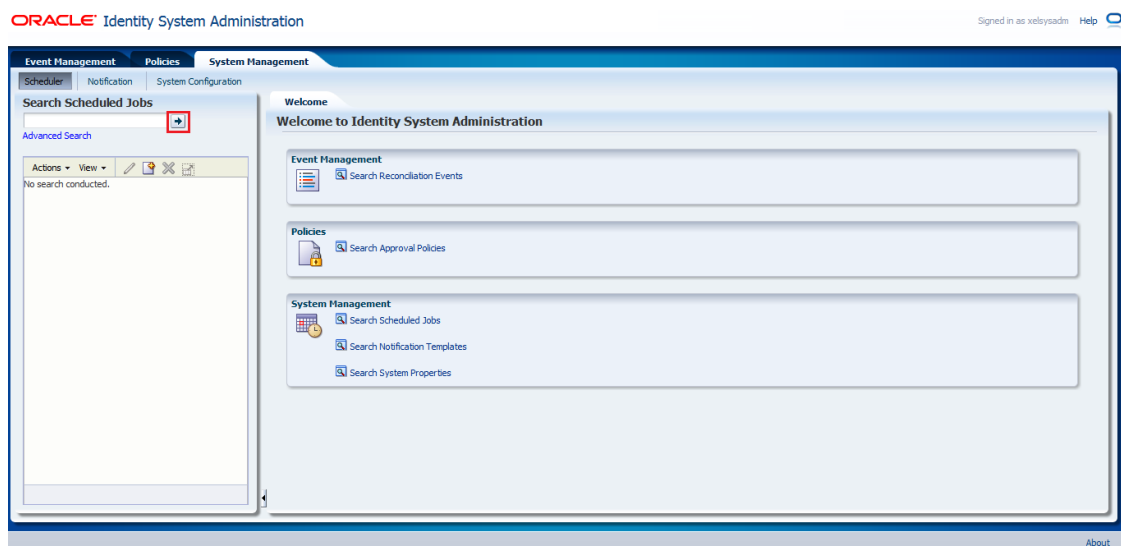 ORACLE Identity System Administration
Signed in as xelsysadm Help
Event Management Policies System Management
Scheduler Notification System Configuration
Search Scheduled Jobs
Advanced Search
Actions View
No search conducted.
Welcome
Welcome to Identity System Administration
Event Management
Search Reconciliation Events
Policies
Search Approval Policies
System Management
Search Scheduled Jobs
Search Notification Templates
Search System Properties
About